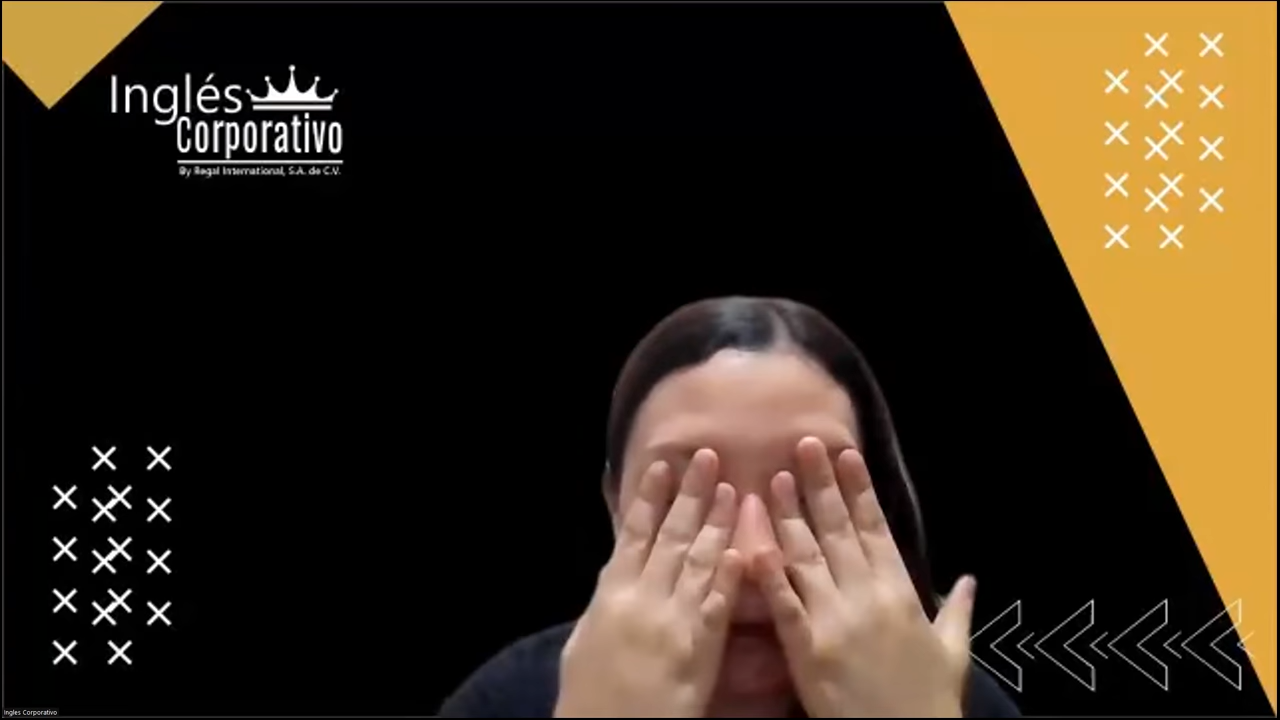 Inglés
Corporativo
By Regal International, S.A. de C.V.
Ingles Corporativo